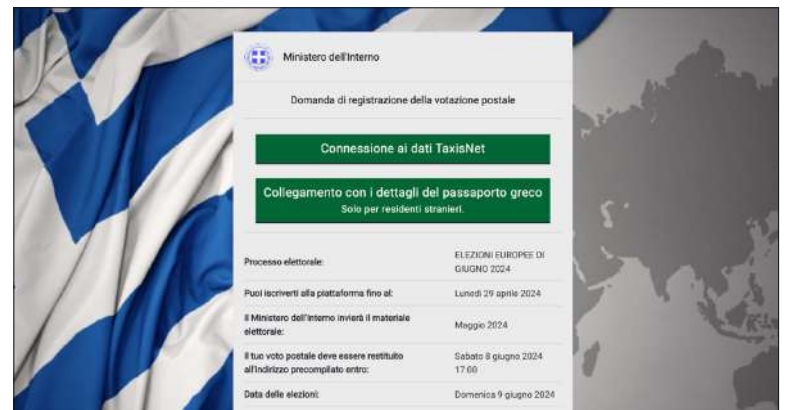 Ministero dell'Interno
Domanda di registrazione della votazione postale
Connessione ai dati TaxisNet
Collegamento con i dettagli del passaporto greco
Solo per residenti stranieri.
Processo elettorale:
ELEZIONI EUROPEE DI
GIUGNO 2024
Puoi iscriverti alla piattaforma fino al:
Lunedì 29 aprile 2024
Il Ministero dell'Interno invierà il materiale
elettorale:
Maggio 2024
Il tuo voto postale deve essere restituito
all'indirizzo precompilato entro:
Sabato 8 giugno 2024
17:00
Data delle elezioni:
Domenica 9 giugno 2024